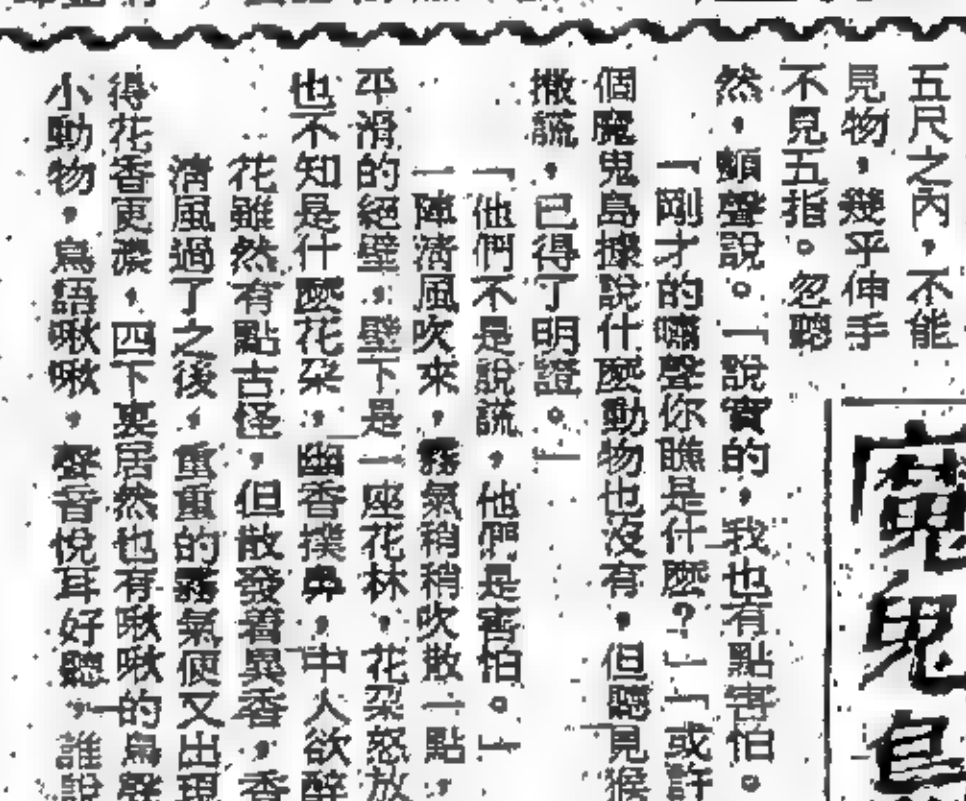 五尺之內，不能
見物，幾乎伸手
不見五指。忽聽
然，顫聲說。「說實的，我也有點害怕。
「剛才的嘯聲你瞧是什麼？」「或許
個魔鬼島據說什麼動物也沒有，但聽見猴
撒謊，已得了明證。」
「他們不是說謊，他們是害怕。」
一陣清風吹來，霧氣稍稍吹散一點，
平滑的絕壁，壁下是一座花林，花朶怒放
也不知是什麼花朶，幽香撲鼻，中人欲醉
花雖然有點古怪，但散發着異香，香
清風過了之後，重重的霧氣便又出現
得花香更濃，四下裏居然也有啾啾的鳥聲
小動物，鳥語啾啾，聲音悅耳好聽，誰說
魔鬼島